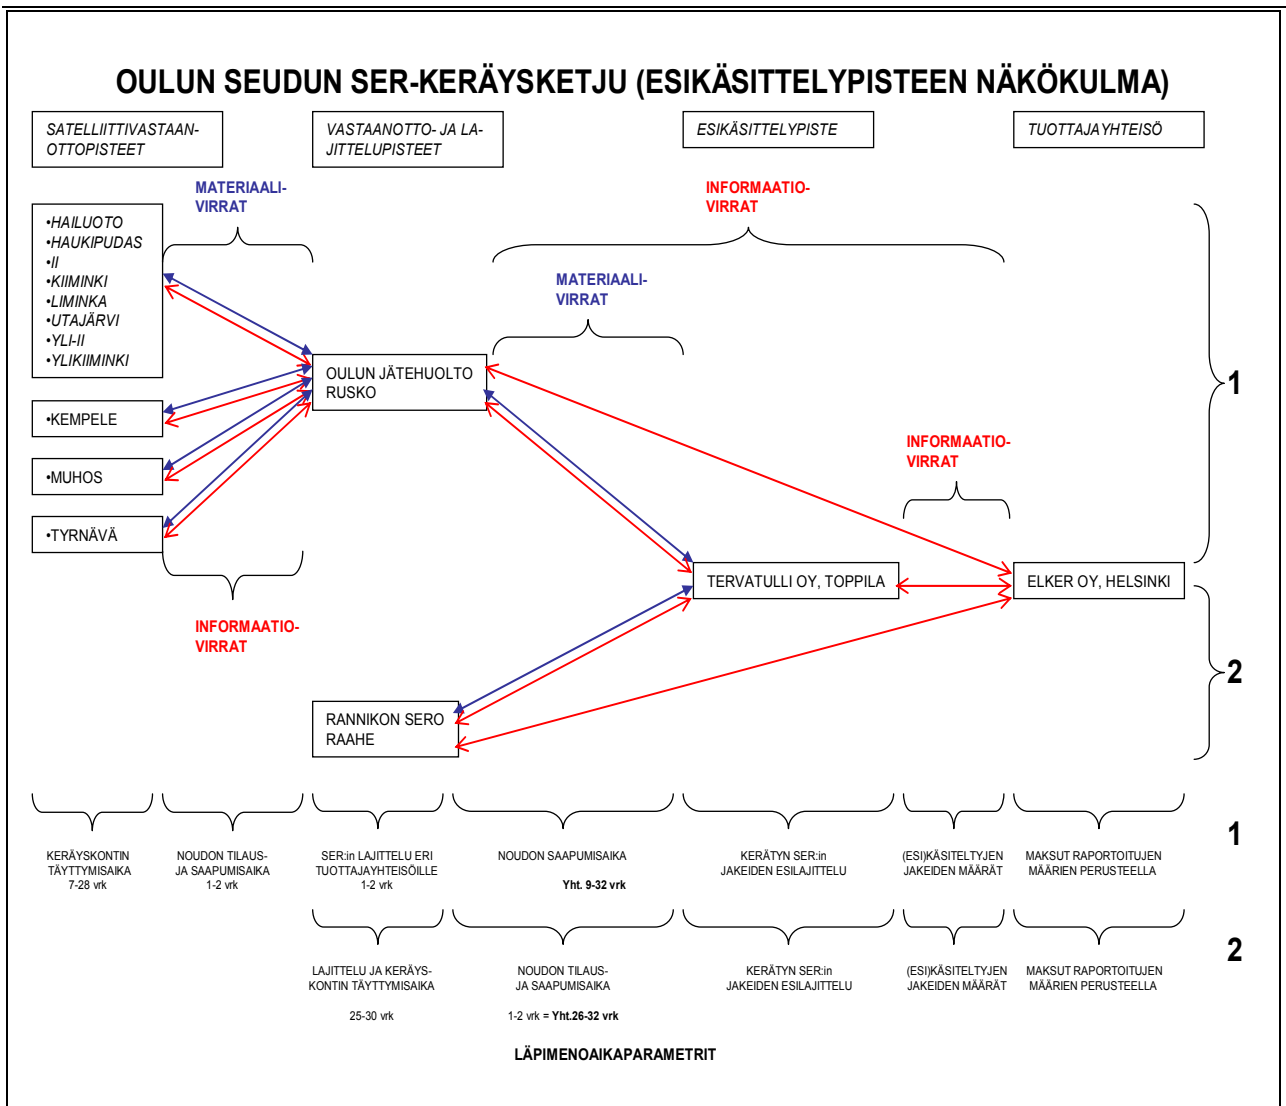 OULUN SEUDUN SER-KERÄYSKETJU (ESIKÄSITTELYPISTEEN NÄKÖKULMA)
SATELLIITTIVASTAAN-
OTTOPISTEET
VASTAANOTTO- JA LA-
JITTELUPISTEET
ESIKÄSITTELYPISTE
TUOTTAJAYHTEISÖ
MATERIAALI-
VIRRAT
INFORMAATIO-
VIRRAT
•HAILUOTO
•HAUKIPUDAS
•II
•KIIMINKI
•LIMINKA
•UTAJÄRVI
•YLI-II
•YLIKIIMINKI
MATERIAALI-
VIRRAT
OULUN JÄTEHUOLTO
RUSKO
1
•KEMPELE
INFORMAATIO-
VIRRAT
•MUHOS
•TYRNÄVÄ
TERVATULLI OY, TOPPILA
ELKER OY, HELSINKI
INFORMAATIO-
VIRRAT
2
RANNIKON SERO
RAAHE
1
KERÄYSKONTIN
TÄYTTYMISAIKA
7-28 vrk
NOUDON TILAUS-
JA SAAPUMISAIKA
1-2 vrk
SER:in LAJITTELU ERI
TUOTTAJAYHTEISÖILLE
1-2 vrk
NOUDON SAAPUMISAIKA
Yht. 9-32 vrk
KERÄTYN SER:in
JAKEIDEN ESILAJITTELU
(ESI)KÄSITELTYJEN
JAKEIDEN MÄÄRÄT
MAKSUT RAPORTOITUJEN
MÄÄRIEN PERUSTEELLA
2
LAJITTELU JA KERÄYS-
KONTIN TÄYTTYMISAIKA
25-30 vrk
NOUDON TILAUS-
JA SAAPUMISAIKA
1-2 vrk = Yht.26-32 vrk
KERÄTYN SER:in
JAKEIDEN ESILAJITTELU
(ESI)KÄSITELTYJEN
JAKEIDEN MÄÄRÄT
MAKSUT RAPORTOITUJEN
MÄÄRIEN PERUSTEELLA
LÄPIMENOAIKAPARAMETRIT